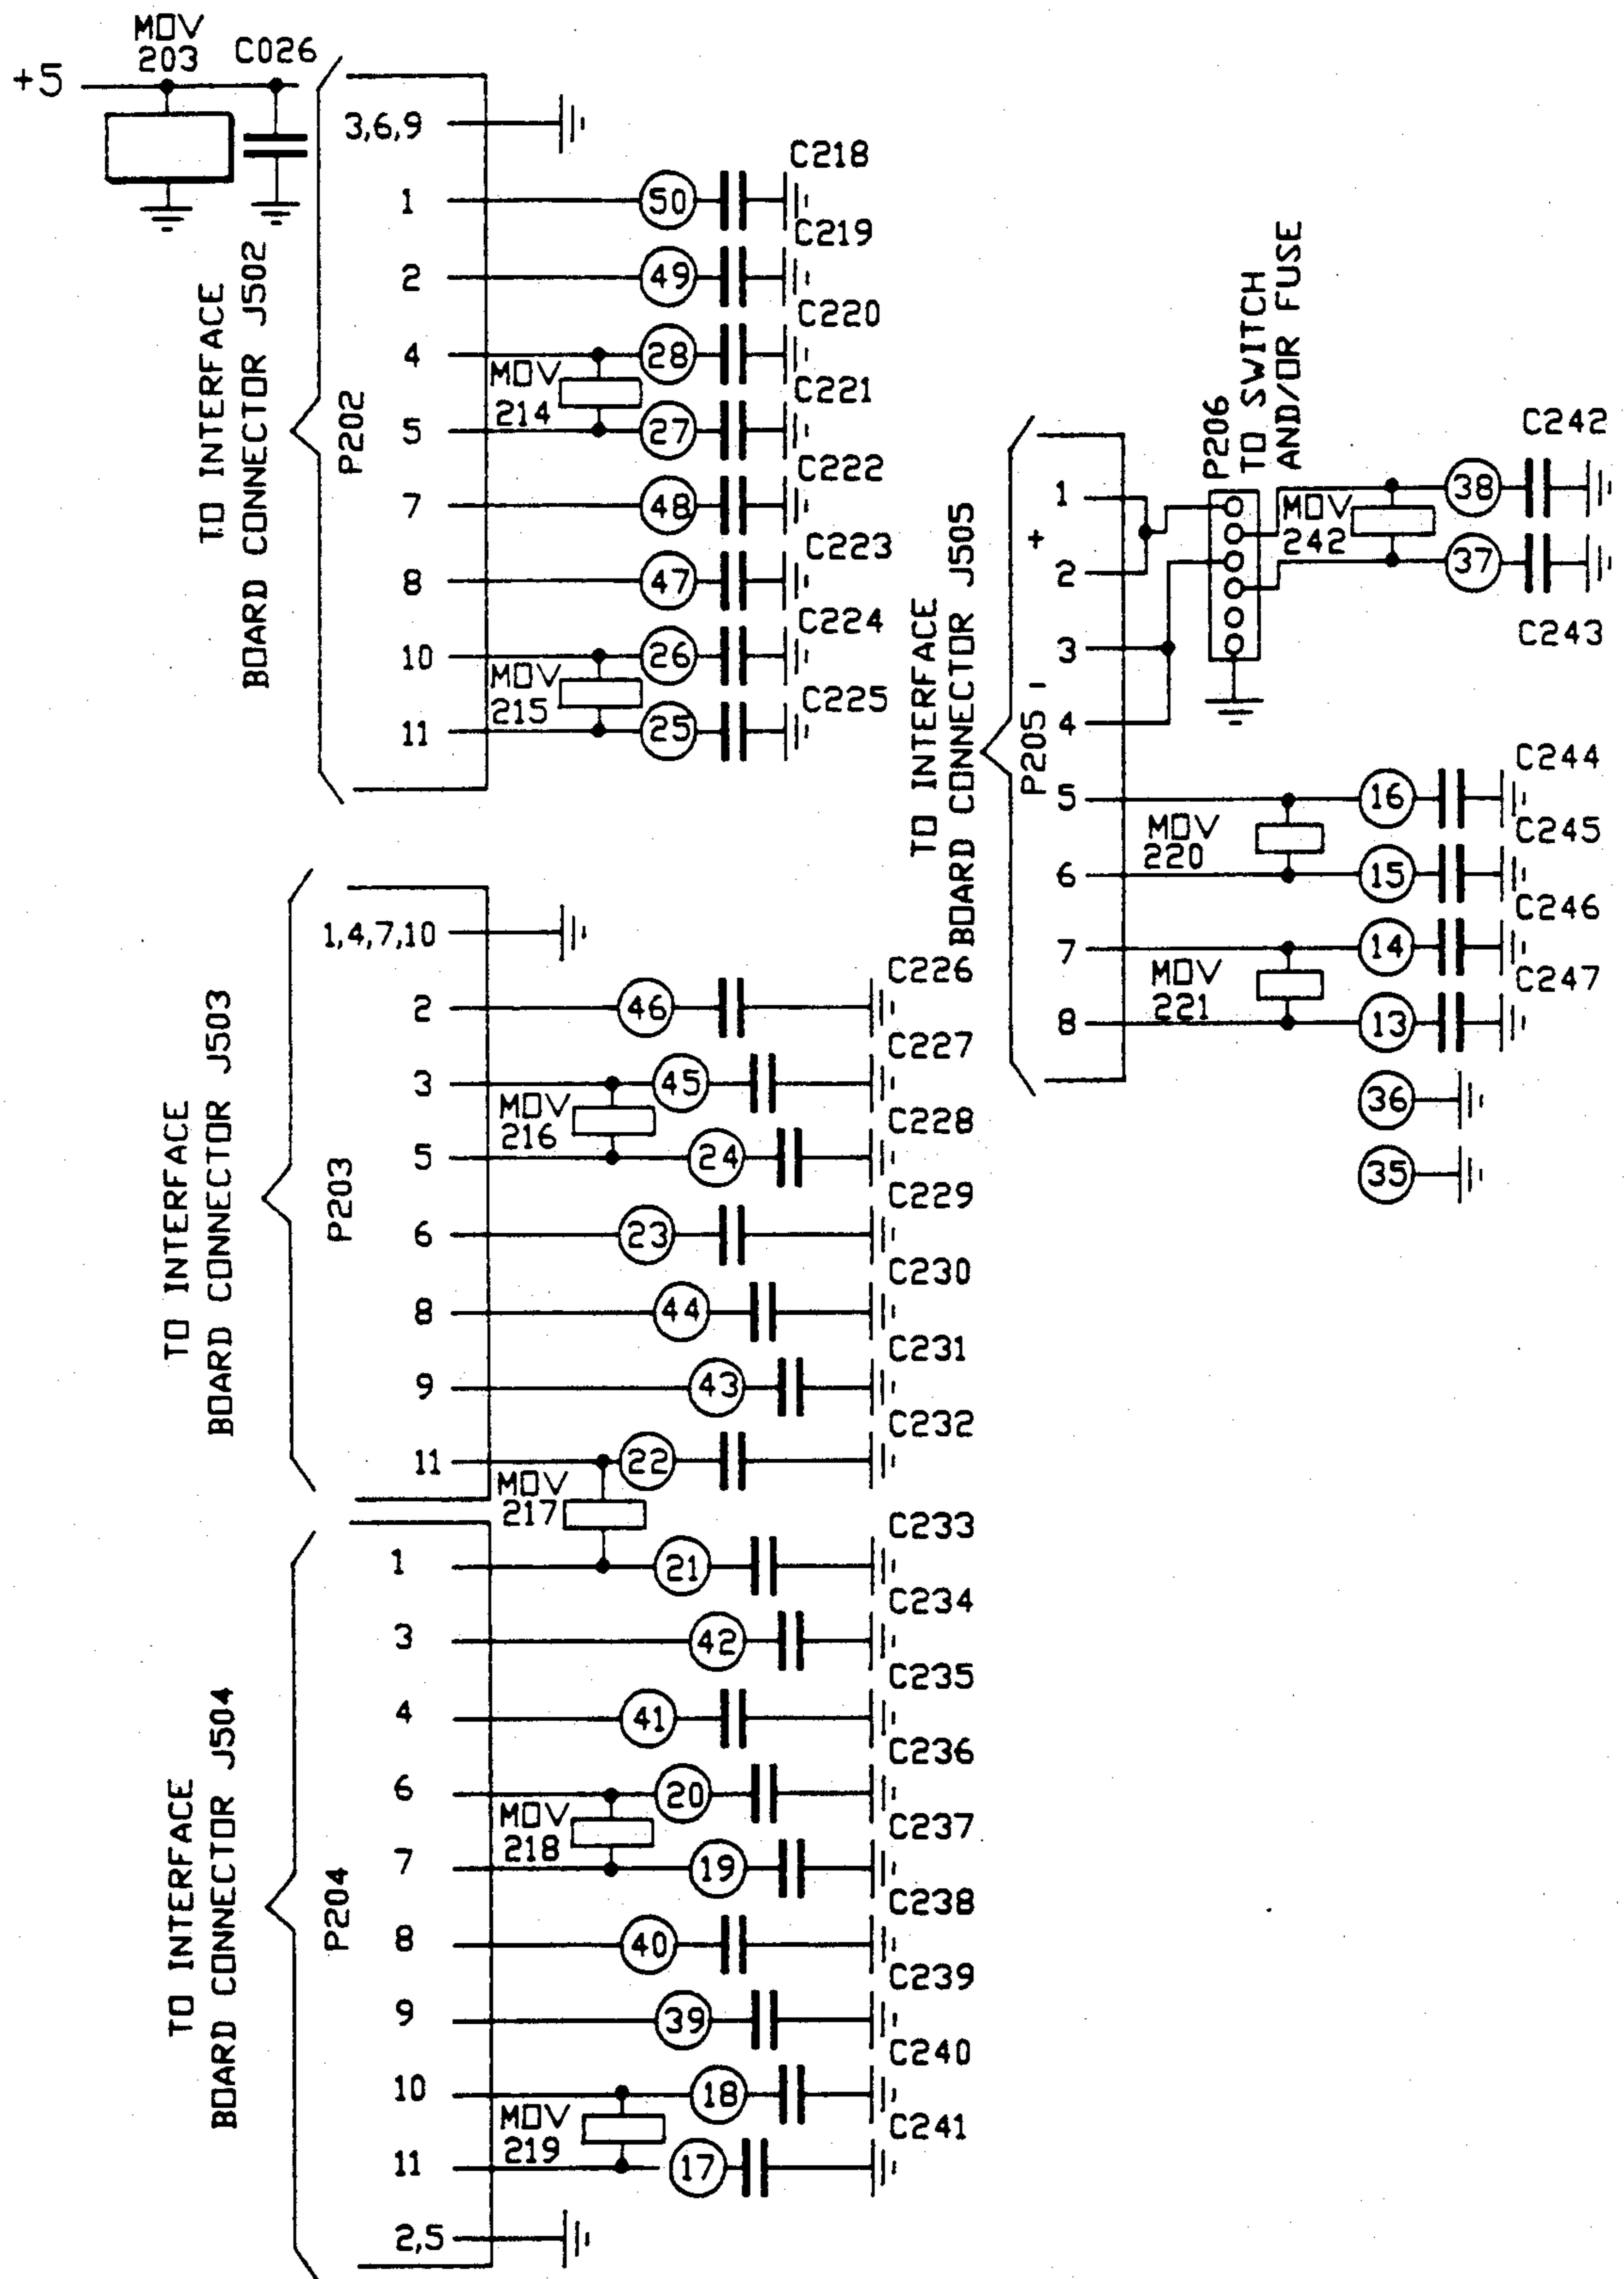 +5
MOV
203
C026
TO INTERFACE
BOARD CONNECTOR J502
P202
3,6,9
1
50
C218
2
49
C219
4
28
C220
MOV
214
5
27
C221
7
48
C222
8
47
C223
10
26
C224
MOV
215
11
25
C225
TO INTERFACE
BOARD CONNECTOR J503
P203
1,4,7,10
2
46
C226
3
45
C227
MOV
216
5
24
C228
6
23
C229
8
44
C230
9
43
C231
11
22
C232
MOV
217
TO INTERFACE
BOARD CONNECTOR J504
P204
1
21
C233
3
42
C234
4
41
C235
6
20
C236
MOV
218
7
19
C237
8
40
C238
9
39
C239
10
18
C240
MOV
219
11
17
C241
2,5
TO INTERFACE
BOARD CONNECTOR J505
P205
P206
TO SWITCH
AND/OR FUSE
1
+
2
3
-
4
MOV
242
38
C242
37
C243
5
16
C244
MOV
220
6
15
C245
7
14
C246
MOV
221
8
13
C247
36
35